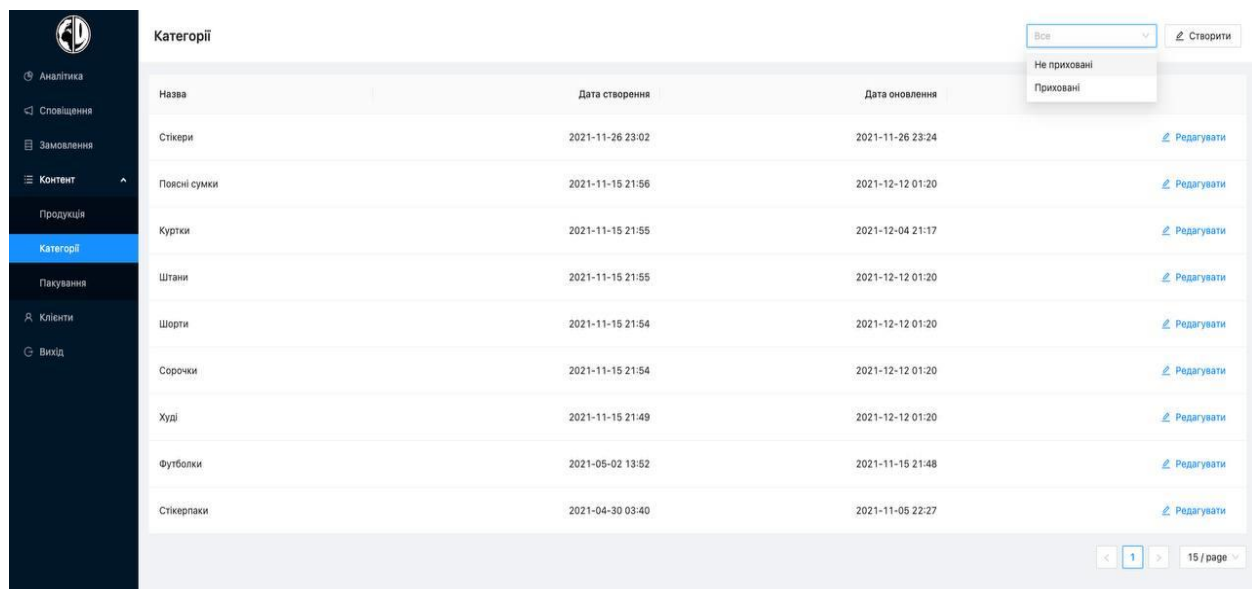 Категорії
Все
Створити
Не приховані
Приховані
Аналітика
Сповіщення
Замовлення
Контент
Продукція
Категорії
Пакування
Клієнти
Вихід
Назва Дата створення Дата оновлення
Стікери 2021-11-26 23:02 2021-11-26 23:24 Редагувати
Поясні сумки 2021-11-15 21:56 2021-12-12 01:20 Редагувати
Куртки 2021-11-15 21:55 2021-12-04 21:17 Редагувати
Штани 2021-11-15 21:55 2021-12-12 01:20 Редагувати
Шорти 2021-11-15 21:54 2021-12-12 01:20 Редагувати
Сорочки 2021-11-15 21:54 2021-12-12 01:20 Редагувати
Худі 2021-11-15 21:49 2021-12-12 01:20 Редагувати
Футболки 2021-05-02 13:52 2021-11-15 21:48 Редагувати
Стікерпаки 2021-04-30 03:40 2021-11-05 22:27 Редагувати
< 1 > 15 / page